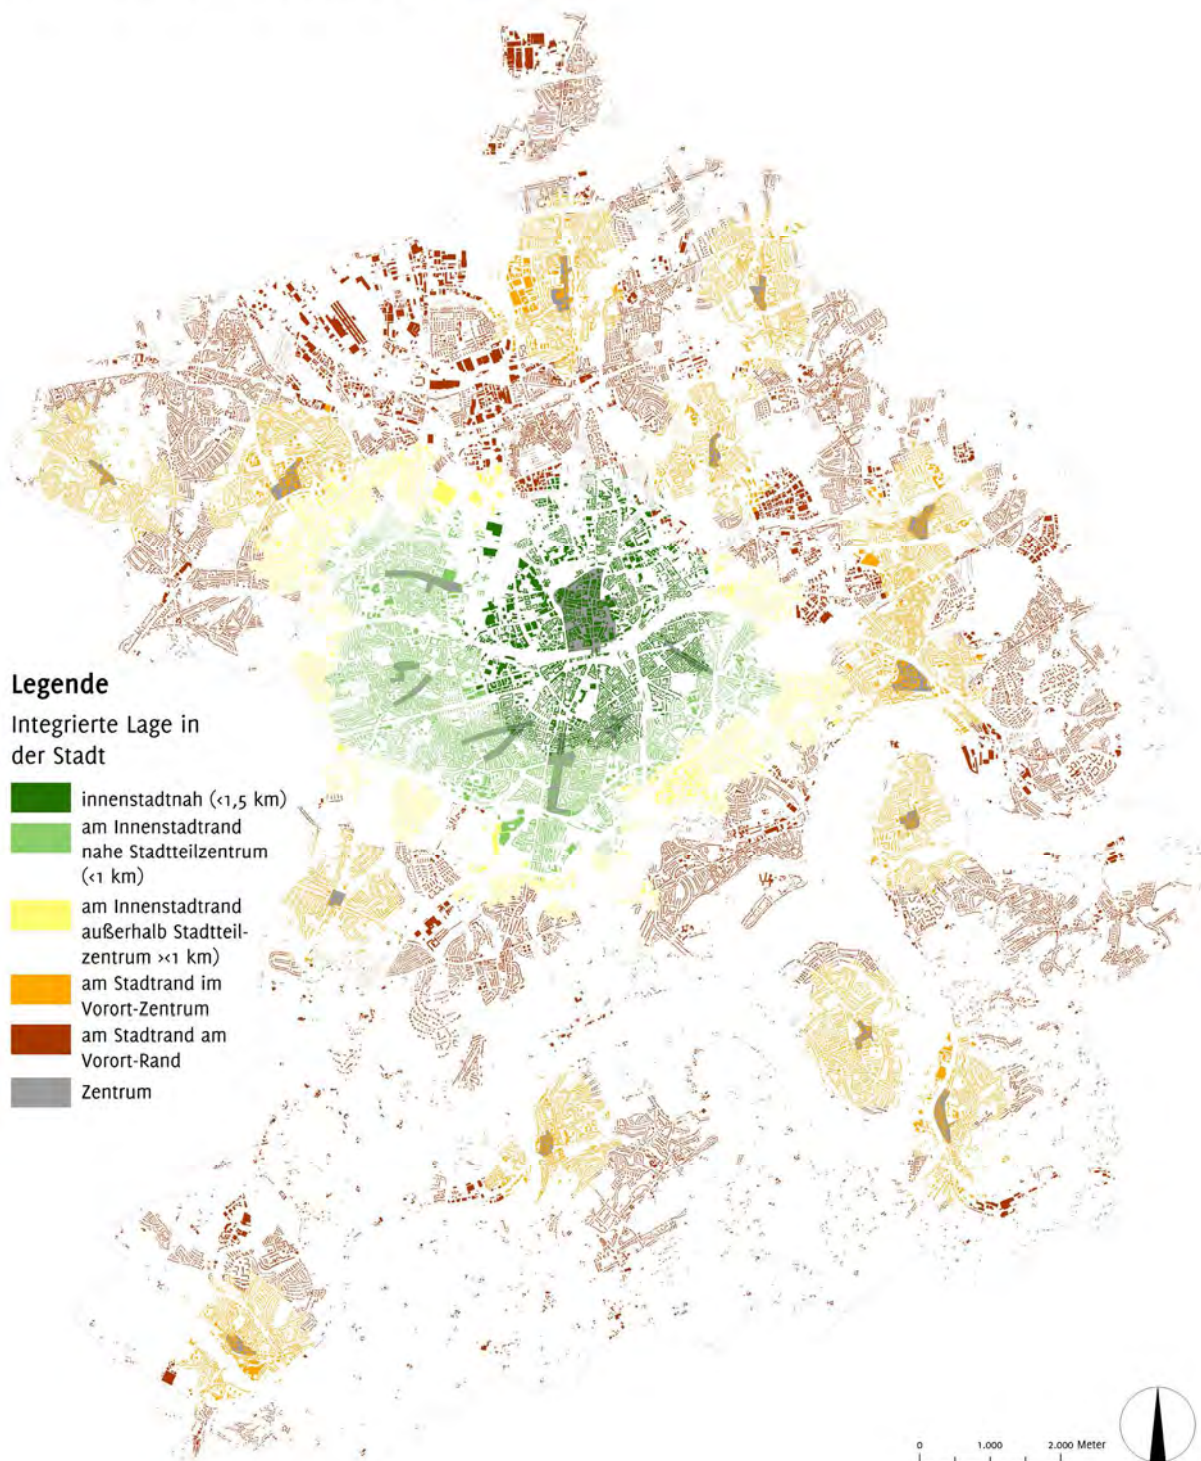 Legende
Integrierte Lage in
der Stadt
innenstadtnah (<1,5 km)
am Innenstadtrand
nahe Stadtteilzentrum
(<1 km)
am Innenstadtrand
außerhalb Stadtteil-
zentrum ><1 km)
am Stadtrand im
Vorort-Zentrum
am Stadtrand am
Vorort-Rand
Zentrum
0 1.000 2.000 Meter